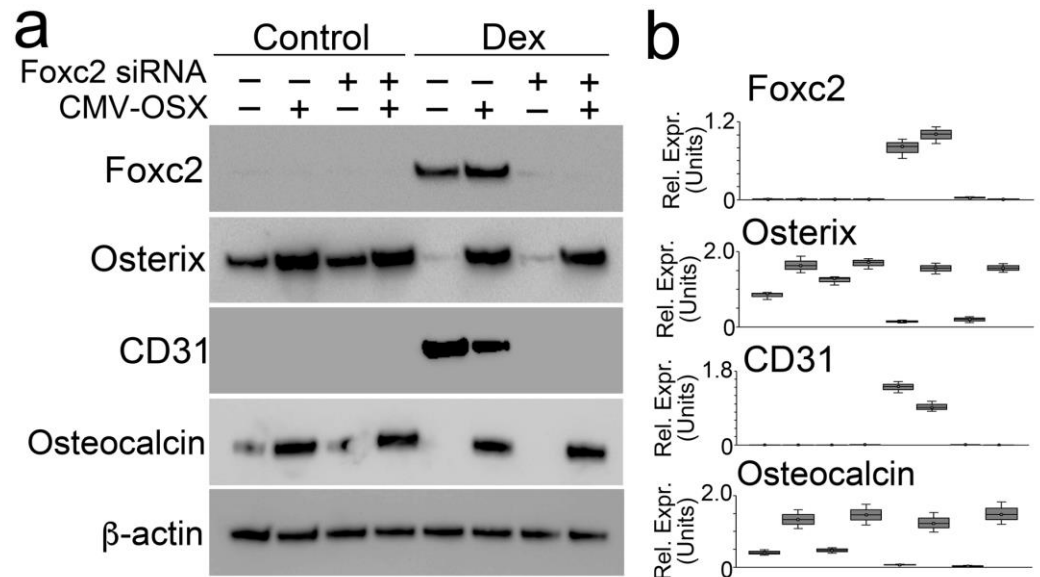 a
Control Dex
Foxc2 siRNA – – + + – – + +
CMV-OSX – + – + – + – +
Foxc2
Osterix
CD31
Osteocalcin
β-actin
b
Foxc2
Rel. Expr.
(Units)
1.2
0
Osterix
Rel. Expr.
(Units)
2.0
0
CD31
Rel. Expr.
(Units)
1.8
0
Osteocalcin
Rel. Expr.
(Units)
2.0
0